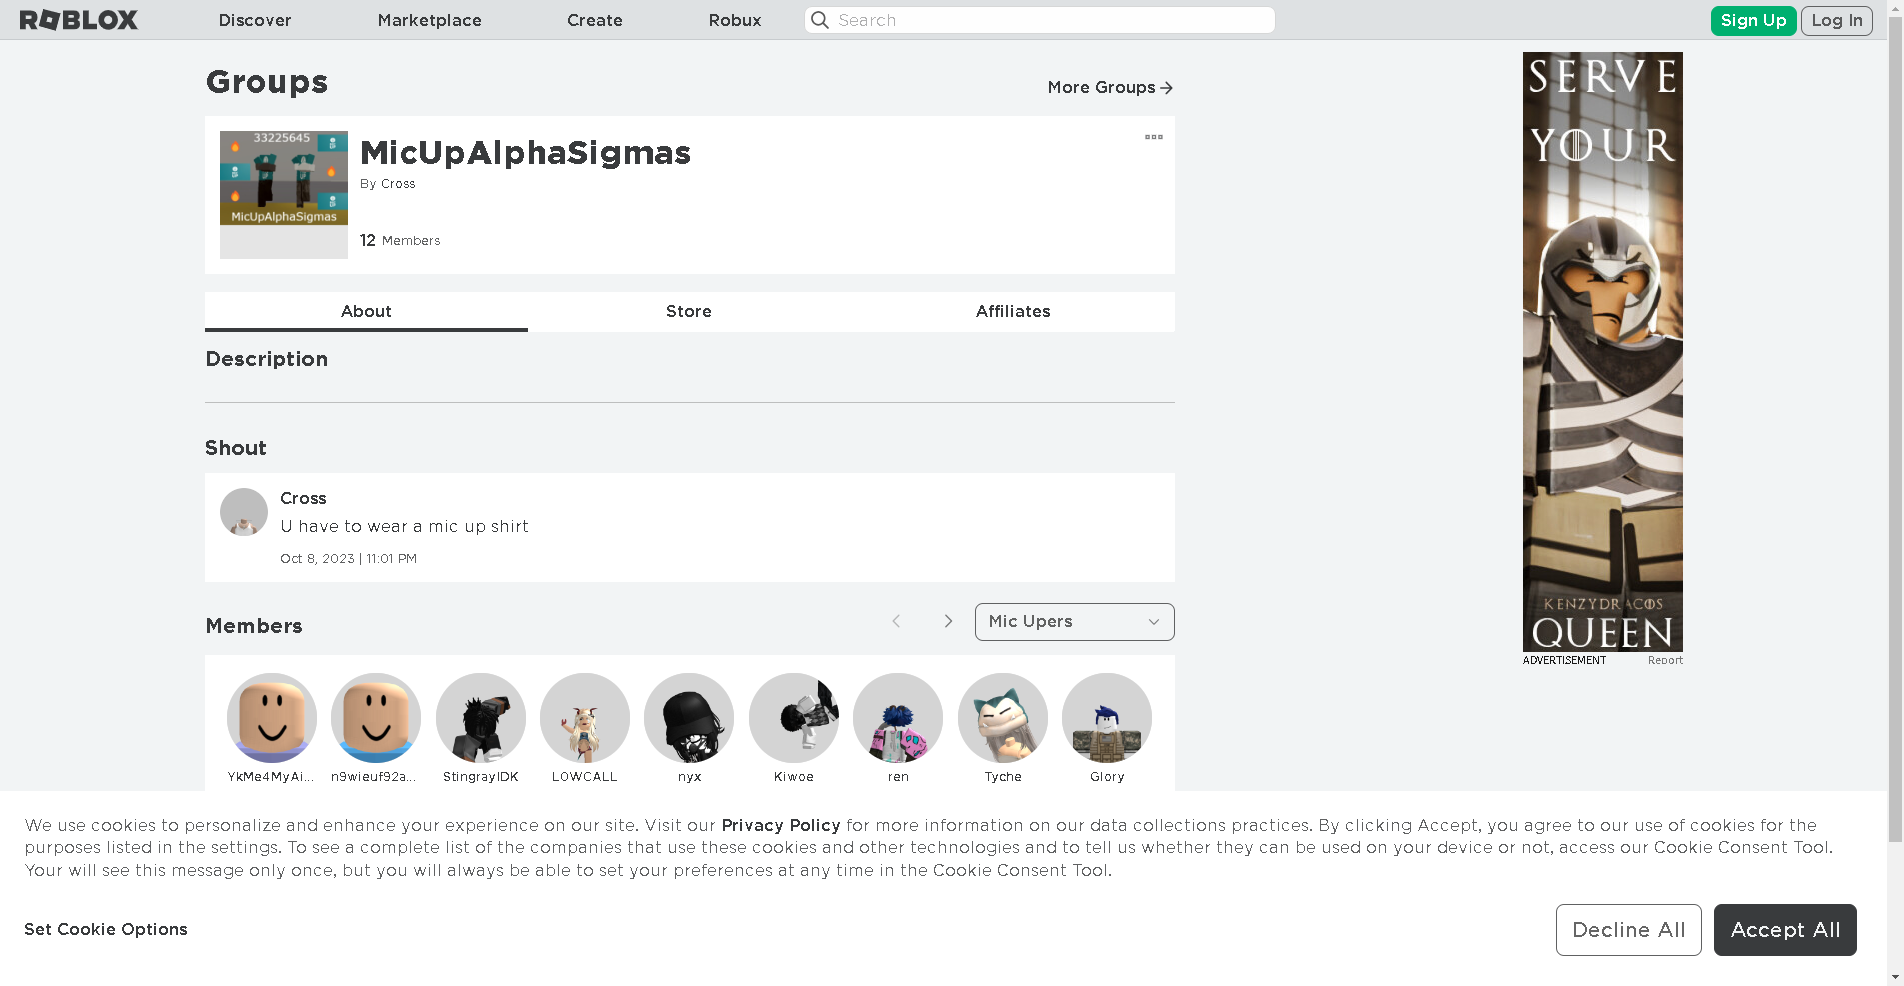 ROBLOX
Discover
Marketplace
Create
Robux
Search
Sign Up
Log In
Groups
More Groups
33225645
MicUpAlphaSigmas
MicUpAlphaSigmas
By Cross
12 Members
About
Store
Affiliates
Description
Shout
Cross
U have to wear a mic up shirt
Oct 8, 2023 | 11:01 PM
Members
Mic Upers
YkMe4MyAi...
n9wieuf92a...
StingrayIDK
L0WCALL
nyx
Kiwoe
ren
Tyche
Glory
SERVE
YOUR
KENZYDRACOS
QUEEN
ADVERTISEMENT
Report
We use cookies to personalize and enhance your experience on our site. Visit our Privacy Policy for more information on our data collections practices. By clicking Accept, you agree to our use of cookies for the
purposes listed in the settings. To see a complete list of the companies that use these cookies and other technologies and to tell us whether they can be used on your device or not, access our Cookie Consent Tool.
Your will see this message only once, but you will always be able to set your preferences at any time in the Cookie Consent Tool.
Set Cookie Options
Decline All
Accept All